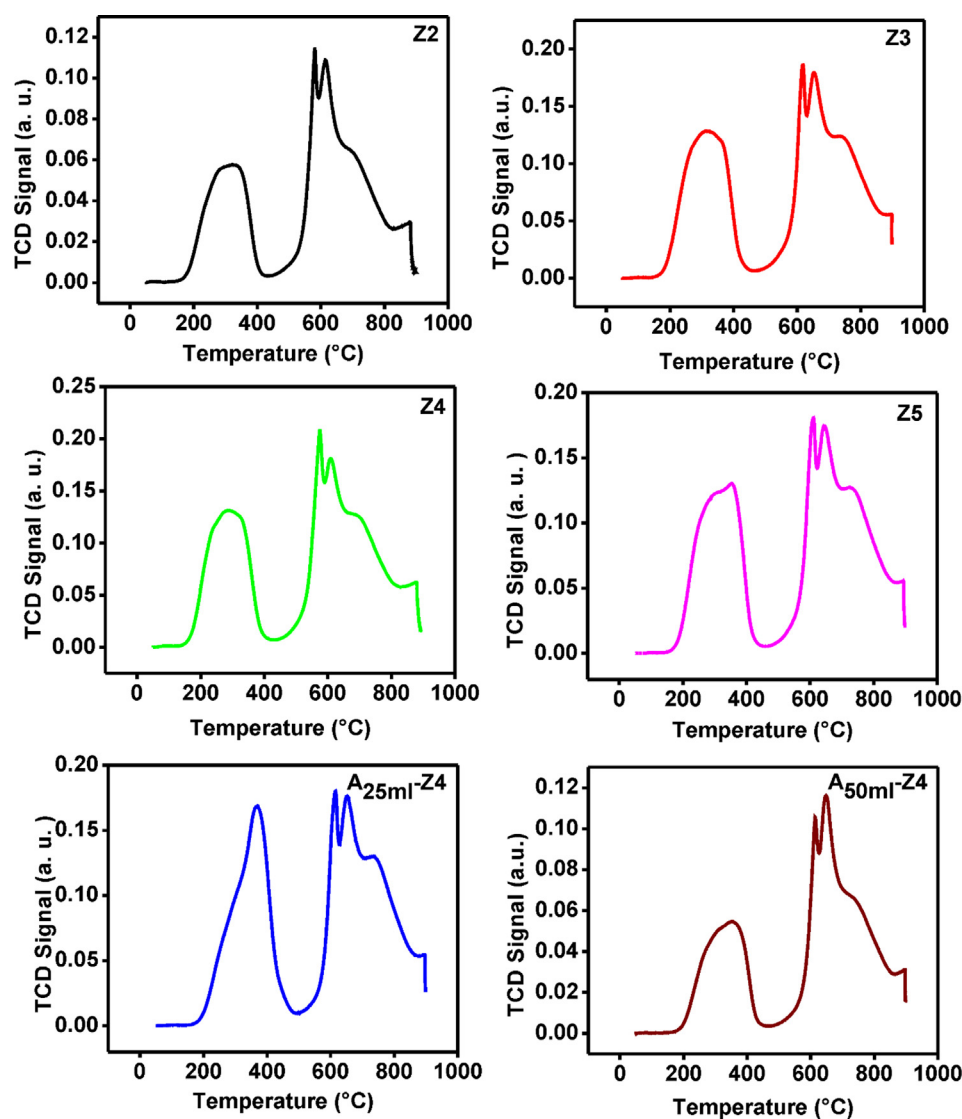 Z2
TCD Signal (a. u.)
0.12
0.10
0.08
0.06
0.04
0.02
0.00
0 200 400 600 800 1000
Temperature (°C)
Z3
TCD Signal (a.u.)
0.20
0.15
0.10
0.05
0.00
0 200 400 600 800 1000
Temperature (°C)
Z4
TCD Signal (a. u.)
0.25
0.20
0.15
0.10
0.05
0.00
0 200 400 600 800 1000
Temperature (°C)
Z5
TCD Signal (a. u.)
0.20
0.15
0.10
0.05
0.00
0 200 400 600 800 1000
Temperature (°C)
A25ml-Z4
TCD Signal (a. u.)
0.20
0.15
0.10
0.05
0.00
0 200 400 600 800 1000
Temperature (°C)
A50ml-Z4
TCD Signal (a.u.)
0.12
0.10
0.08
0.06
0.04
0.02
0.00
0 200 400 600 800 1000
Temperature (°C)